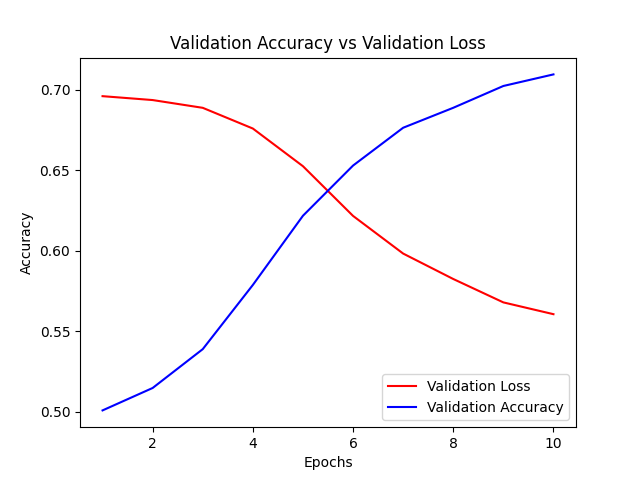 Validation Accuracy vs Validation Loss
0.70
0.65
0.60
0.55
0.50
Accuracy
2
4
6
8
10
Epochs
Validation Loss
Validation Accuracy